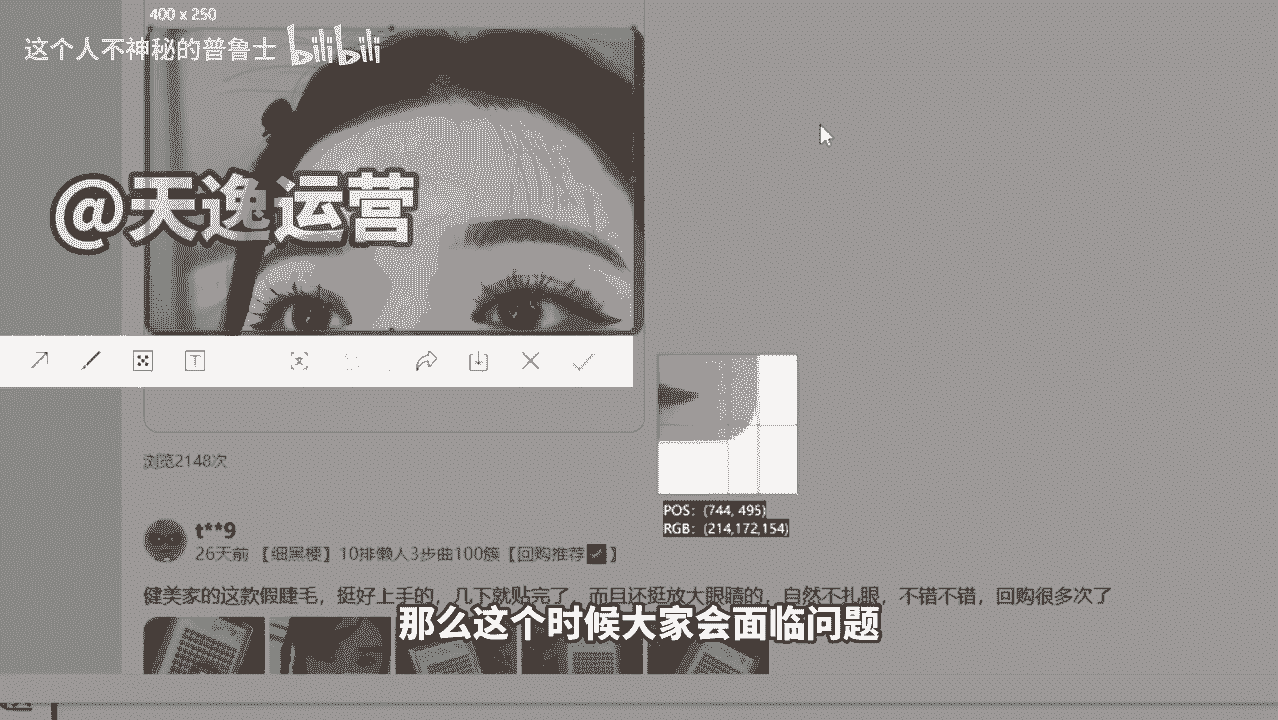 400 x 250
这个人不神秘的普鲁士 bilibili
@天逸运营
T
浏览2148次
POS: (744, 495)
RGB: (214,172,154)
t**9
26天前 【细黑梗】10排懒人3步曲100簇【回购推荐✓】
健美家的这款假睫毛，挺好上手的，几下就贴完了，而且还挺放大眼睛的，自然不扎眼，不错不错，回购很多次了
那么这个时候大家会面临问题